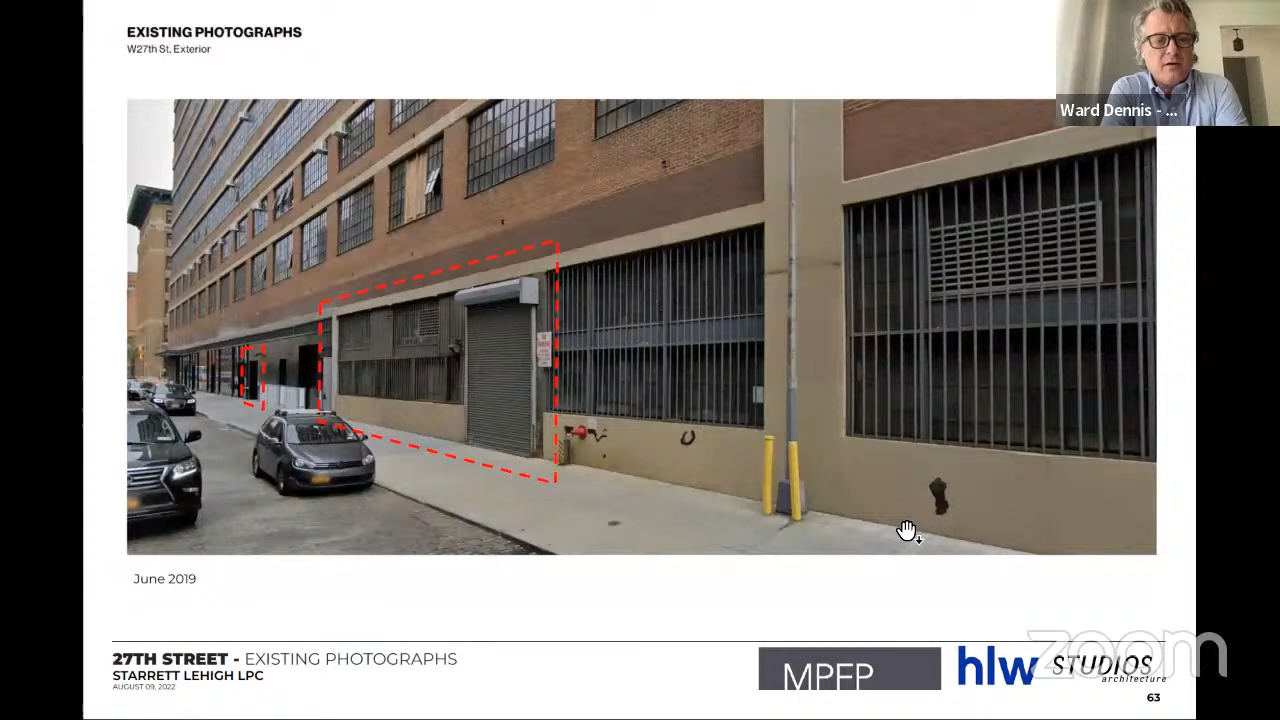 EXISTING PHOTOGRAPHS
W27th St, Exterior
Ward Dennis - ...
June 2019
27TH STREET - EXISTING PHOTOGRAPHS
STARRETT LEHIGH LPC
AUGUST 09, 2022
MPFP
hlw
STUDIOS
architecture
zoom
63